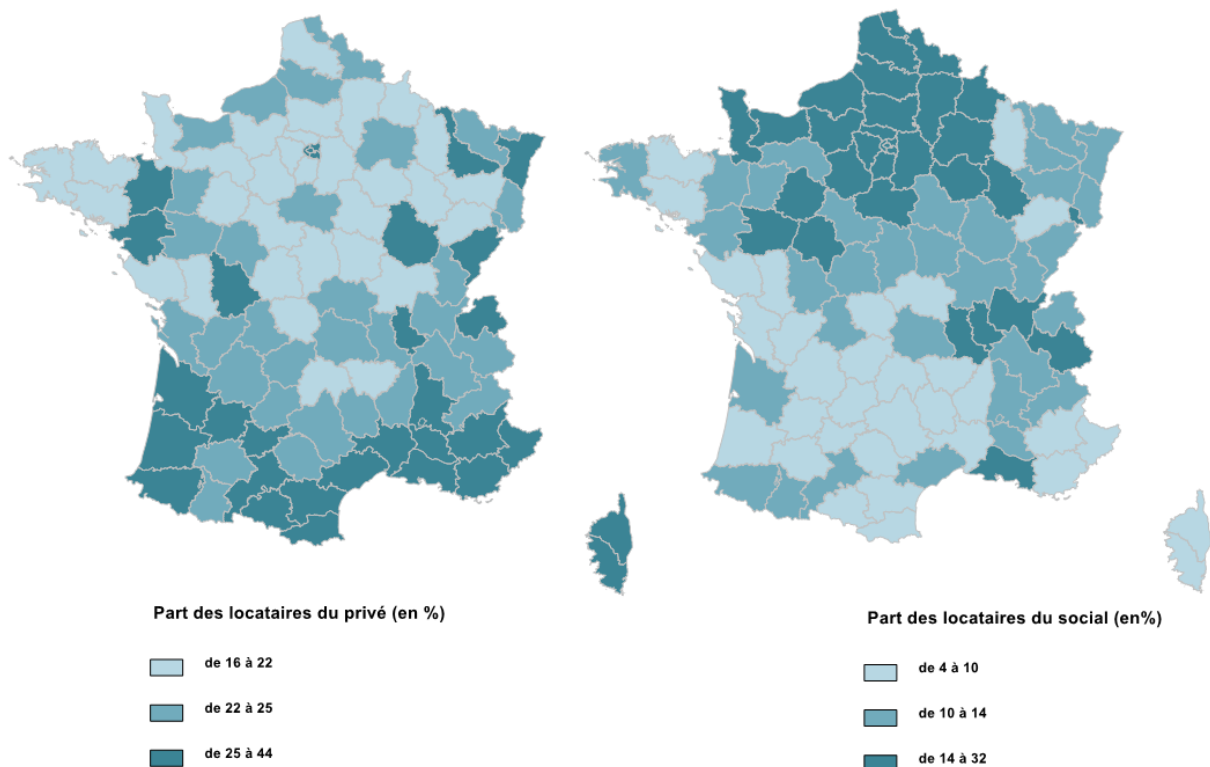 Part des locataires du privé (en %)
de 16 à 22
de 22 à 25
de 25 à 44
Part des locataires du social (en%)
de 4 à 10
de 10 à 14
de 14 à 32